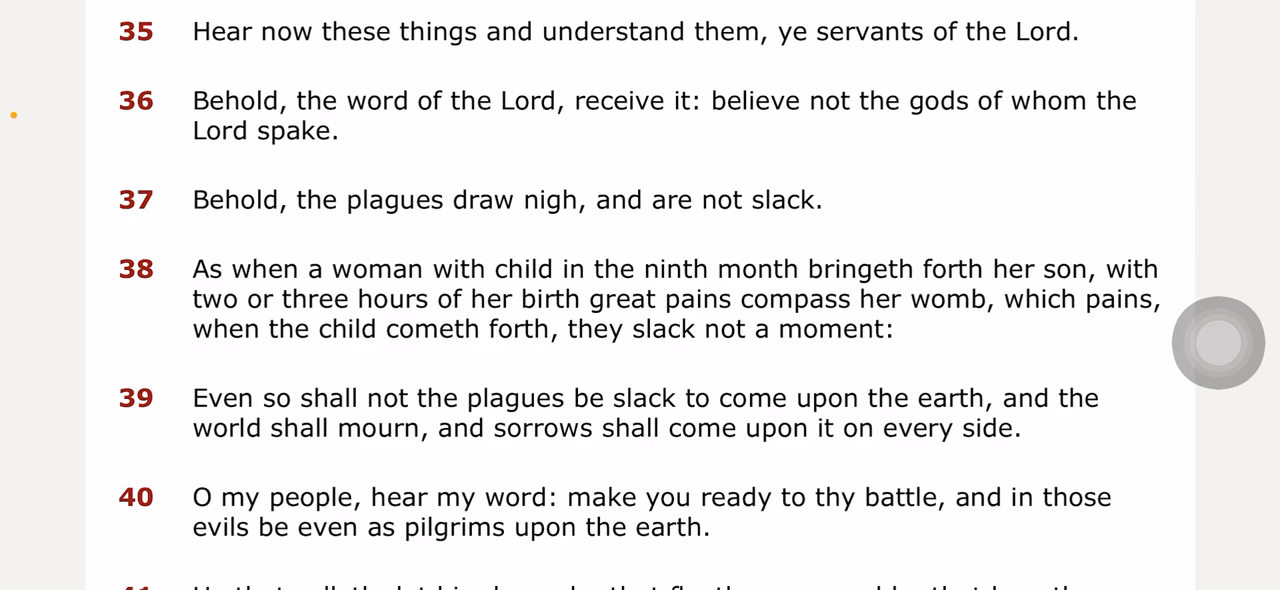 35 Hear now these things and understand them, ye servants of the Lord.
36 Behold, the word of the Lord, receive it: believe not the gods of whom the
Lord spake.
37 Behold, the plagues draw nigh, and are not slack.
38 As when a woman with child in the ninth month bringeth forth her son, with
two or three hours of her birth great pains compass her womb, which pains,
when the child cometh forth, they slack not a moment:
39 Even so shall not the plagues be slack to come upon the earth, and the
world shall mourn, and sorrows shall come upon it on every side.
40 O my people, hear my word: make you ready to thy battle, and in those
evils be even as pilgrims upon the earth.